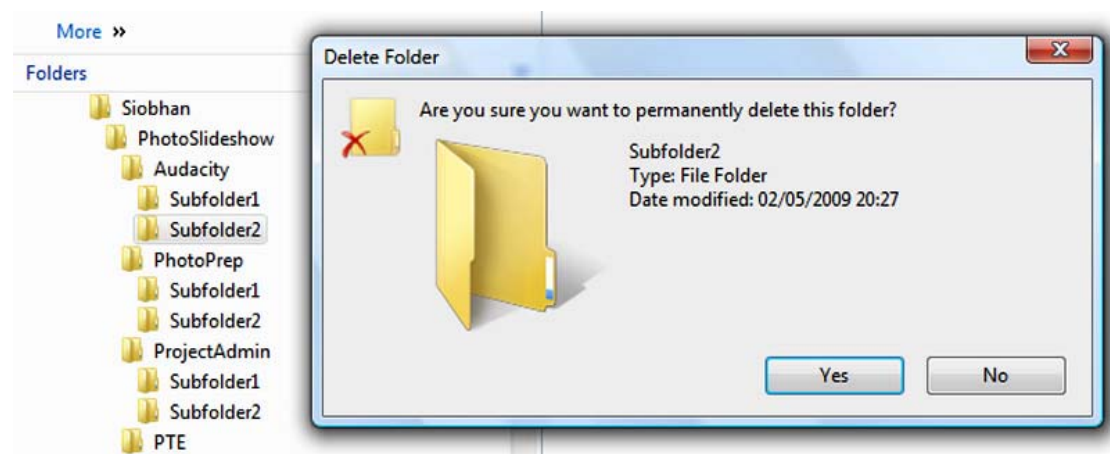 More »
Folders
Siobhan
PhotoSlideshow
Audacity
Subfolder1
Subfolder2
PhotoPrep
Subfolder1
Subfolder2
ProjectAdmin
Subfolder1
Subfolder2
PTE
Delete Folder
Are you sure you want to permanently delete this folder?
Subfolder2
Type: File Folder
Date modified: 02/05/2009 20:27
Yes No